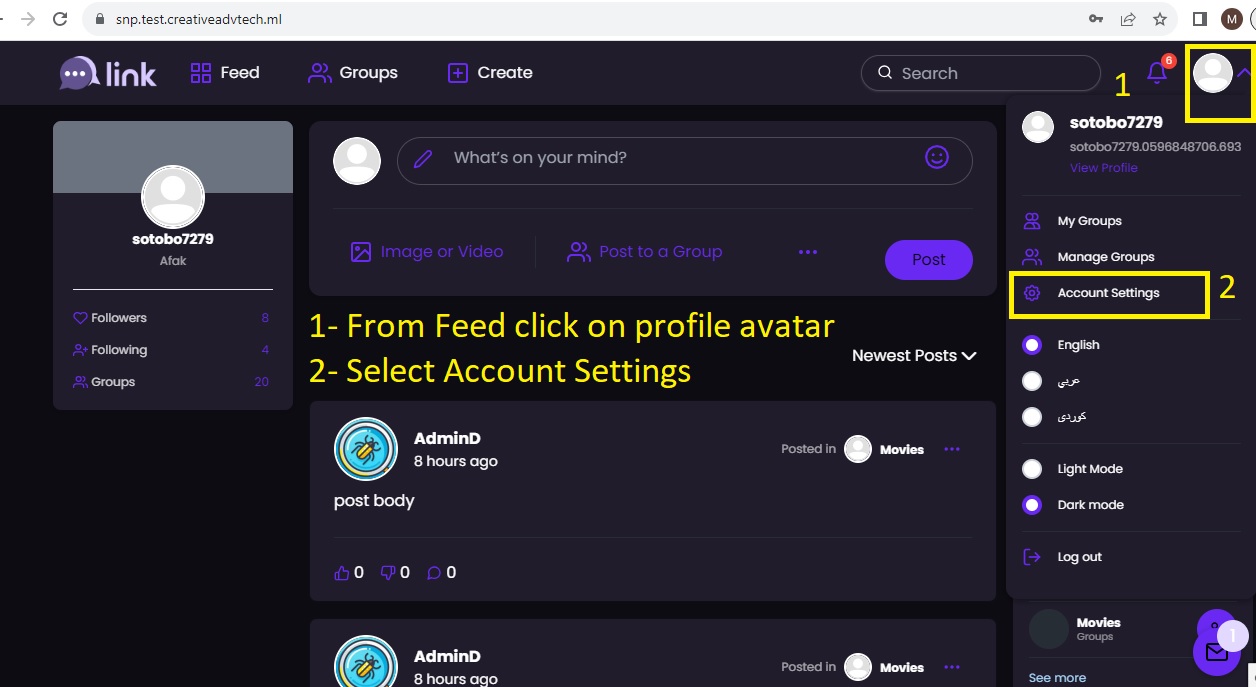 snp.test.creativeadvtech.ml
M
link
Feed
Groups
Create
Search
1
6
sotobo7279
sotobo7279.0596848706.693
View Profile
My Groups
Manage Groups
Account Settings
2
English
عربي
کوردی
Light Mode
Dark mode
Log out
sotobo7279
Afak
Followers 8
Following 4
Groups 20
What's on your mind?
Image or Video
Post to a Group
Post
1- From Feed click on profile avatar
2- Select Account Settings
Newest Posts
AdminD
8 hours ago
Posted in Movies
post body
0 0 0
AdminD
8 hours ago
Posted in Movies
Movies
Groups
1
See more